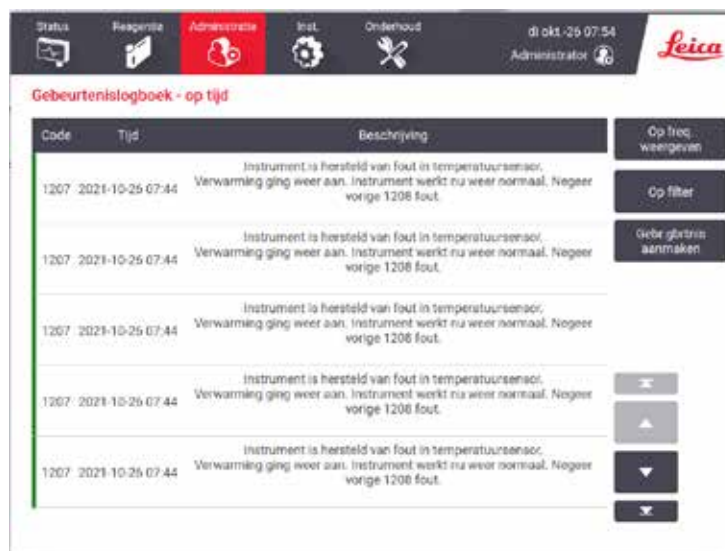 Status Reagentia Administratie Inst. Onderhoud di okt.-26 07:54
Administrator
Leica
Gebeurtenislogboek - op tijd
Code Tijd Beschrijving
Op freq. weergeven
Op filter
Gebr gbrtnis aanmaken
Instrument is hersteld van fout in temperatuursensor.
1207 2021-10-26 07:44 Verwarming ging weer aan. Instrument werkt nu weer normaal. Negeer
vorige 1208 fout.
Instrument is hersteld van fout in temperatuursensor.
1207 2021-10-26 07:44 Verwarming ging weer aan. Instrument werkt nu weer normaal. Negeer
vorige 1208 fout.
Instrument is hersteld van fout in temperatuursensor.
1207 2021-10-26 07:44 Verwarming ging weer aan. Instrument werkt nu weer normaal. Negeer
vorige 1208 fout.
Instrument is hersteld van fout in temperatuursensor.
1207 2021-10-26 07:44 Verwarming ging weer aan. Instrument werkt nu weer normaal. Negeer
vorige 1208 fout.
Instrument is hersteld van fout in temperatuursensor.
1207 2021-10-26 07:44 Verwarming ging weer aan. Instrument werkt nu weer normaal. Negeer
vorige 1208 fout.